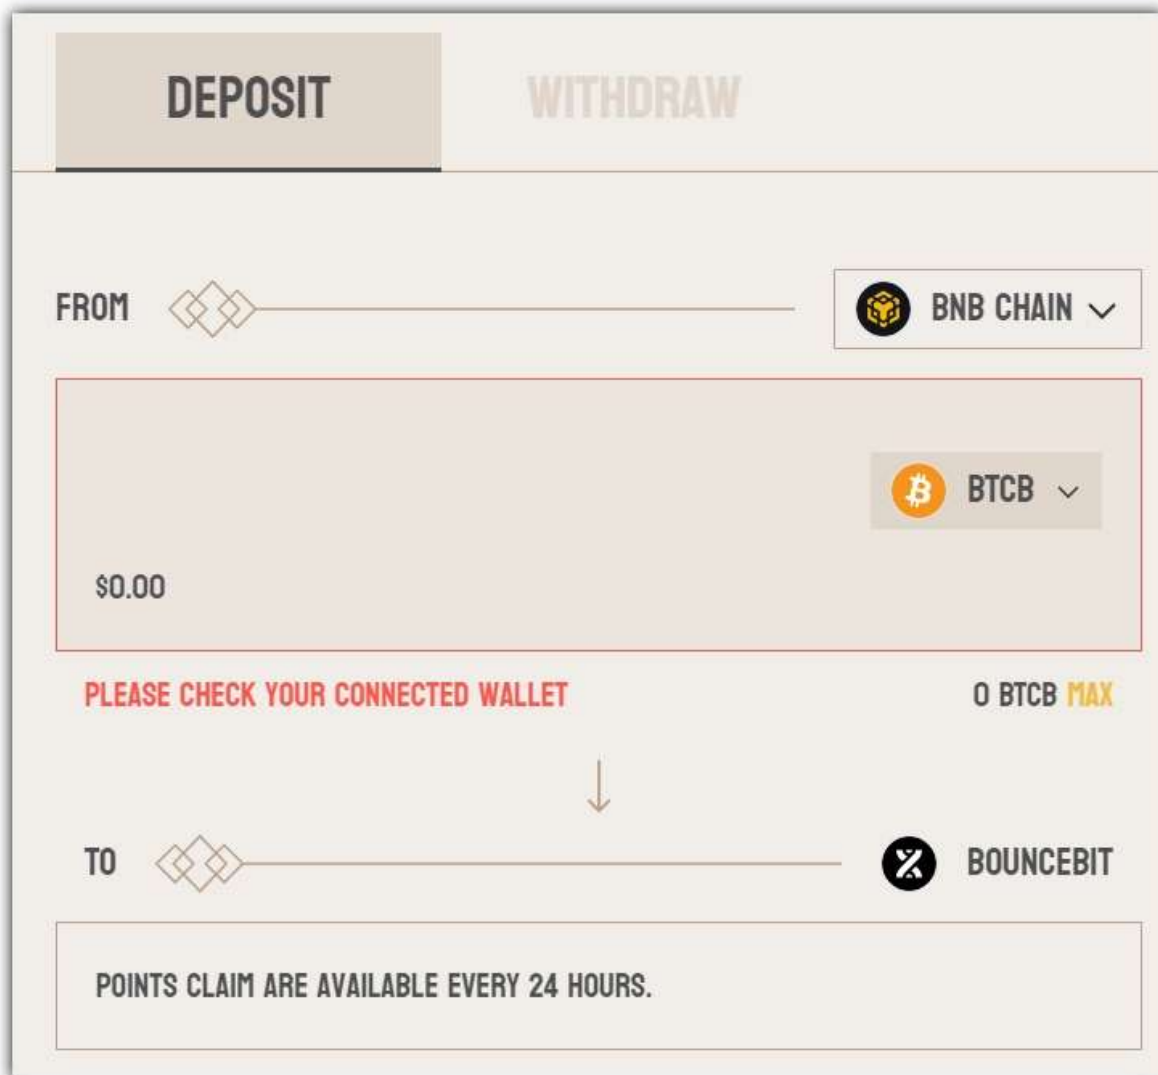 DEPOSIT WITHDRAW
FROM BNB CHAIN
BTCB
$0.00
PLEASE CHECK YOUR CONNECTED WALLET 0 BTCB MAX
TO BOUNCEBIT
POINTS CLAIM ARE AVAILABLE EVERY 24 HOURS.